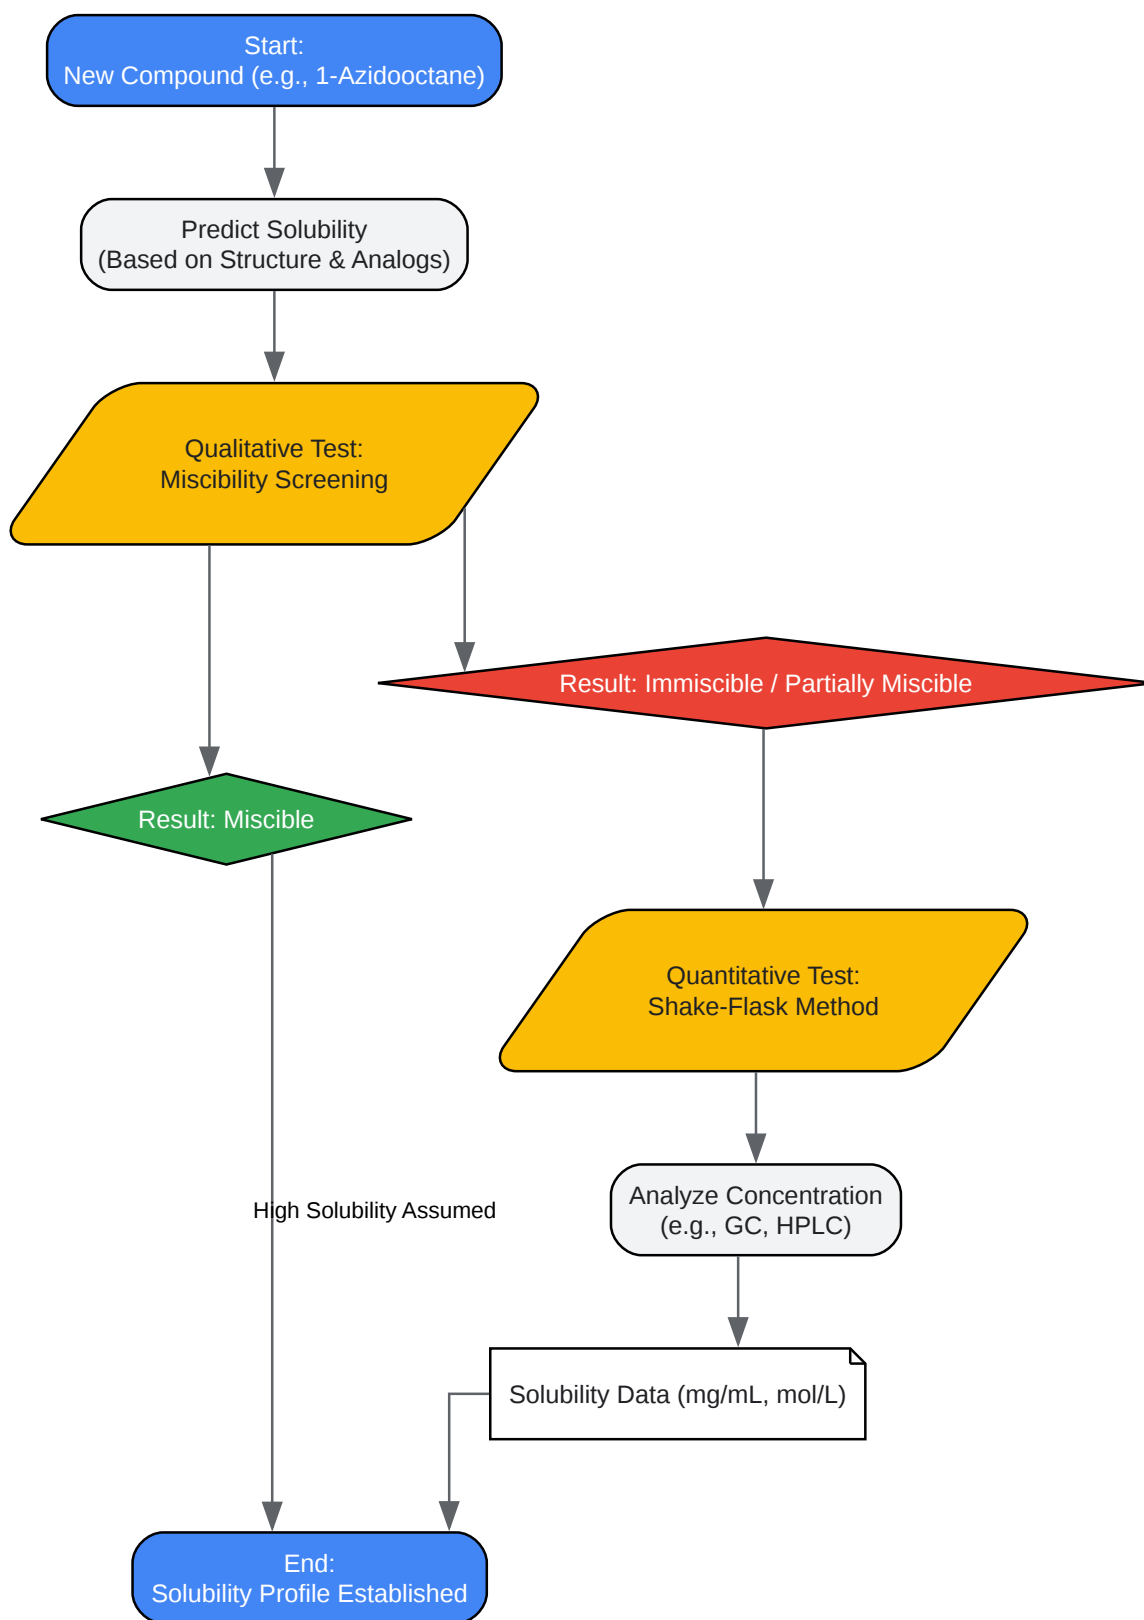 Start:
New Compound (e.g., 1-Azidooctane)
Predict Solubility
(Based on Structure & Analogs)
Qualitative Test:
Miscibility Screening
Result: Immiscible / Partially Miscible
Result: Miscible
Quantitative Test:
Shake-Flask Method
Analyze Concentration
(e.g., GC, HPLC)
High Solubility Assumed
Solubility Data (mg/mL, mol/L)
End:
Solubility Profile Established